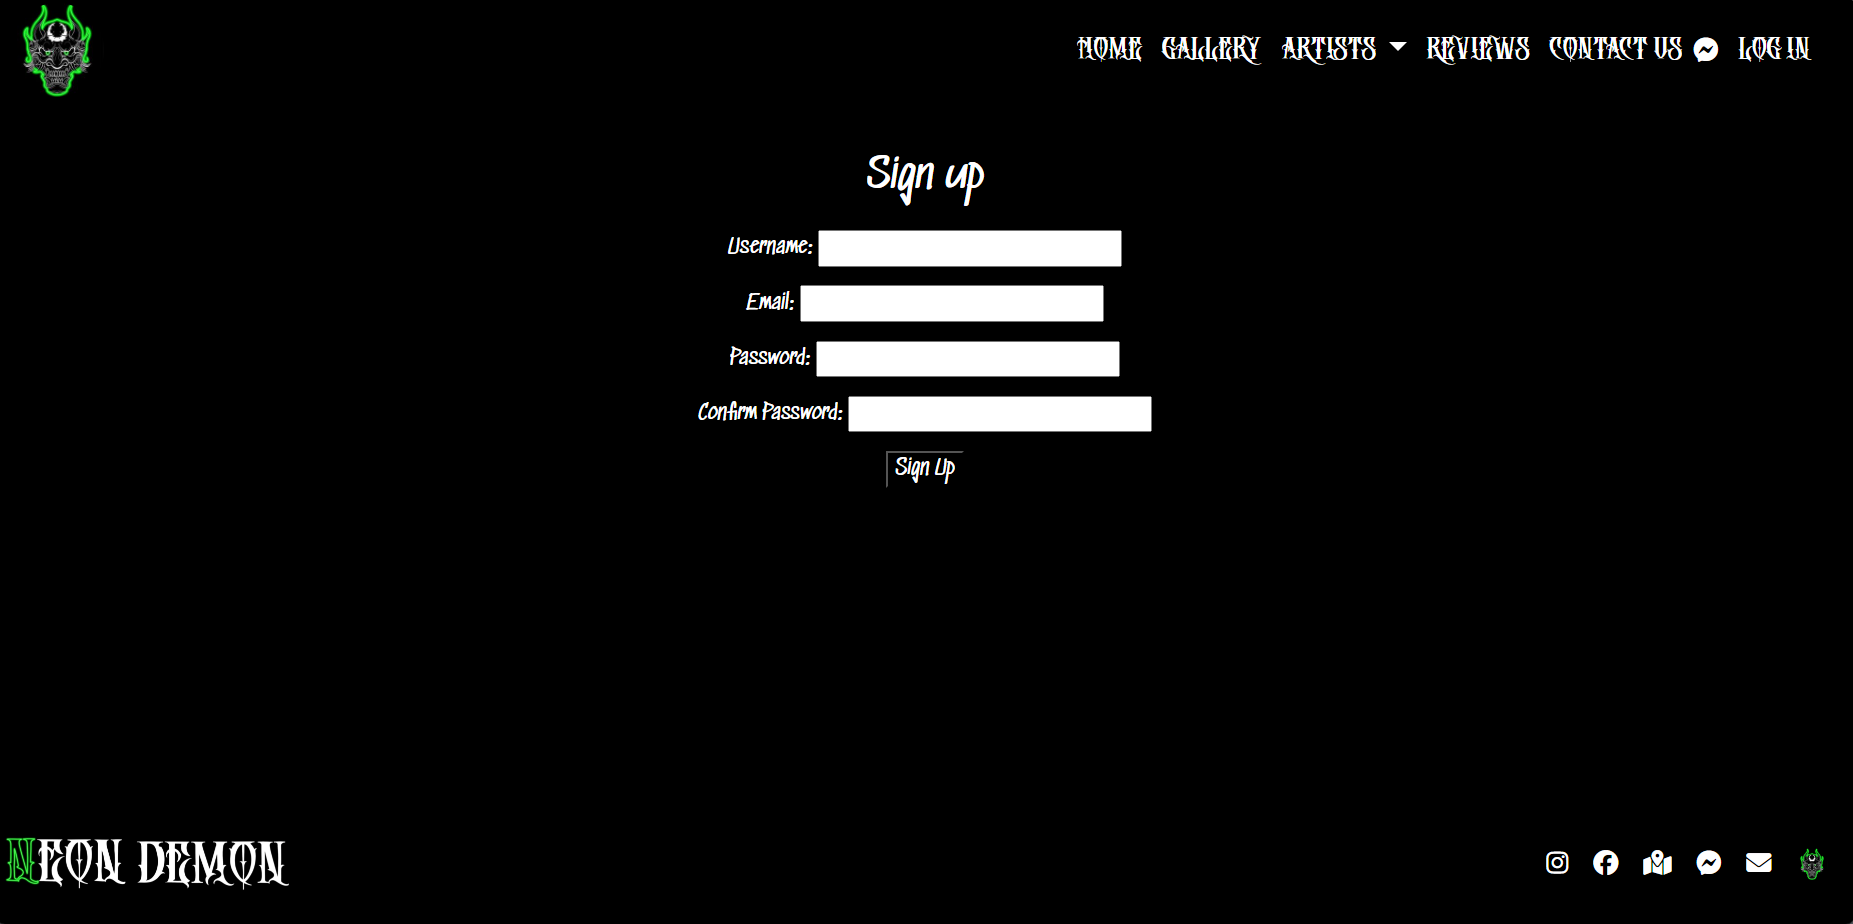 HOME GALLERY ARTISTS REVIEWS CONTACT US LOG IN
Sign up
Username:
Email:
Password:
Confirm Password:
Sign Up
NEON DEMON